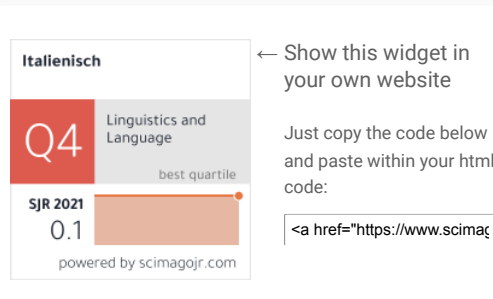 Italienisch
Q4
Linguistics and
Language
best quartile
SJR 2021
0.1
powered by scimagojr.com
← Show this widget in
your own website
Just copy the code below
and paste within your html
code:
<a href="https://www.scimag